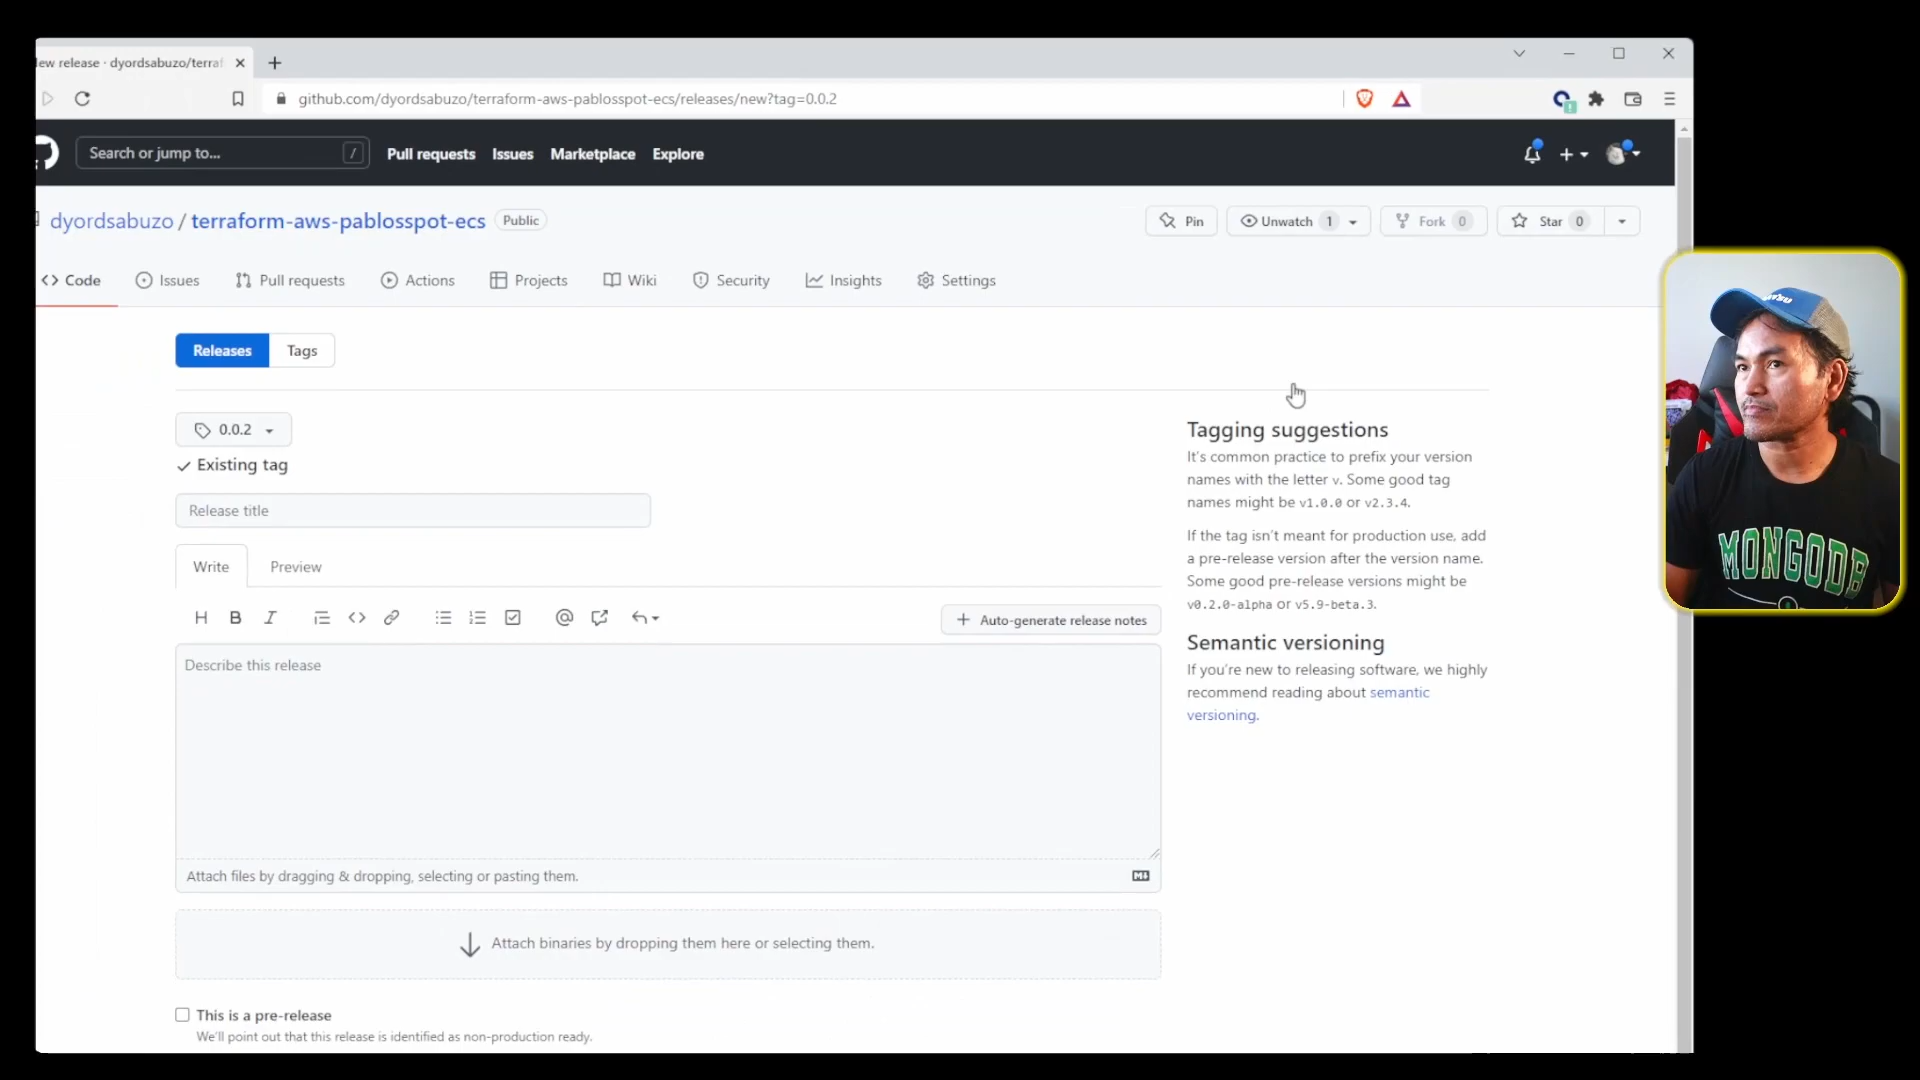 ew release · dyordsabuzo/terraf
github.com/dyordsabuzo/terraform-aws-pablosspot-ecs/releases/new?tag=0.0.2
Search or jump to... /
Pull requests Issues Marketplace Explore
dyordsabuzo / terraform-aws-pablosspot-ecs Public
Pin Unwatch 1 Fork 0 Star 0
Code Issues Pull requests Actions Projects Wiki Security Insights Settings
Releases Tags
0.0.2
Existing tag
Release title
Write Preview
H B I
Auto-generate release notes
Describe this release
Attach files by dragging & dropping, selecting or pasting them.
Attach binaries by dropping them here or selecting them.
This is a pre-release
We'll point out that this release is identified as non-production ready.
Tagging suggestions
It's common practice to prefix your version
names with the letter v. Some good tag
names might be v1.0.0 or v2.3.4.
If the tag isn't meant for production use, add
a pre-release version after the version name.
Some good pre-release versions might be
v0.2.0-alpha or v5.9-beta.3.
Semantic versioning
If you're new to releasing software, we highly
recommend reading about semantic
versioning.
MONGODB